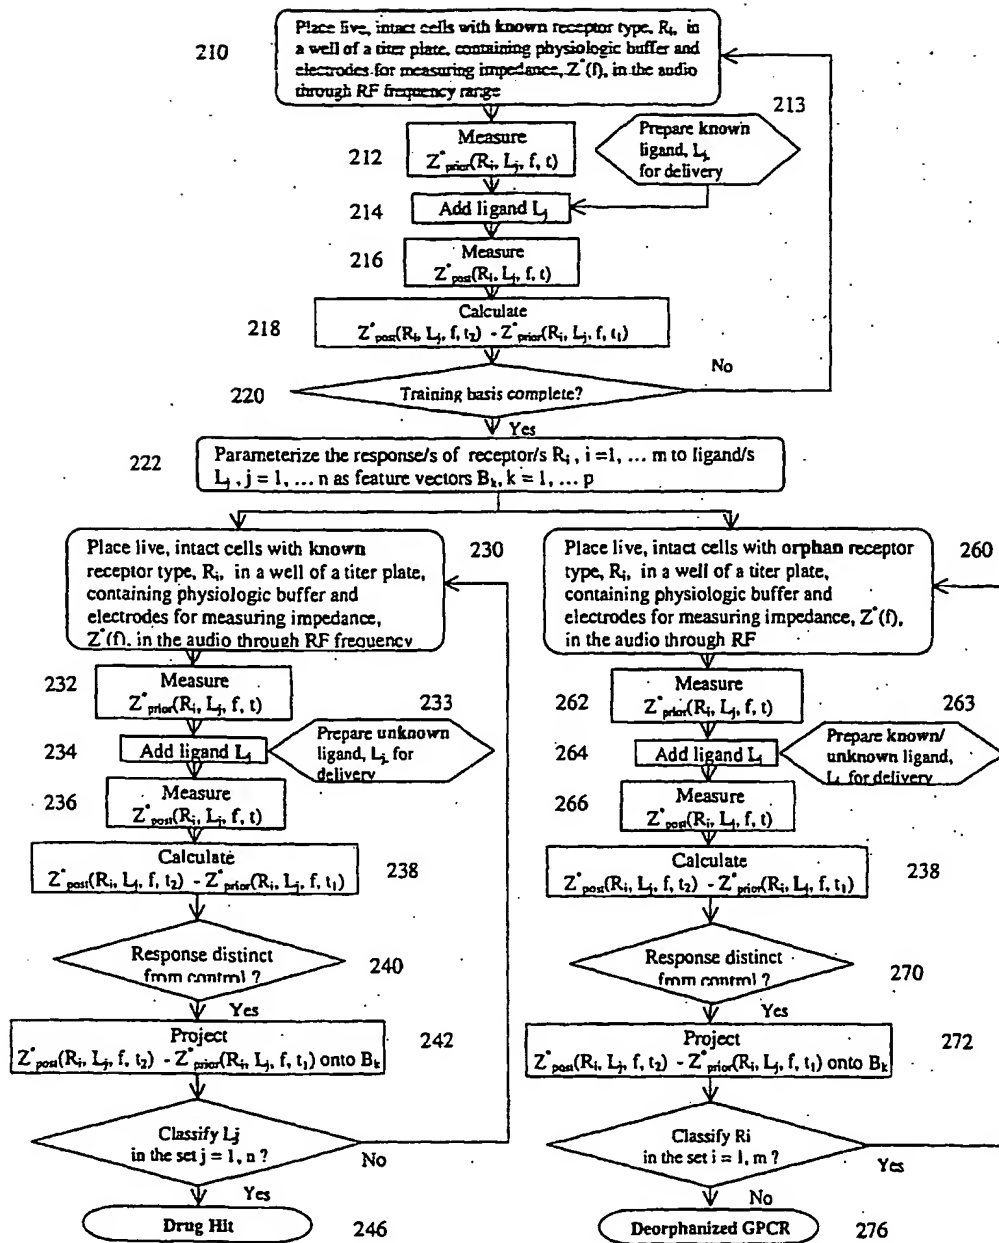 210
Place live, intact cells with known receptor type, Rᵢ, in
a well of a titer plate, containing physiologic buffer and
electrodes for measuring impedance, Z*(f), in the audio
through RF frequency range
213
Prepare known
ligand, Lⱼ,
for delivery
212
Measure
Z*prior(Rᵢ, Lⱼ, f, t)
214
Add ligand Lⱼ
216
Measure
Z*post(Rᵢ, Lⱼ, f, t)
218
Calculate
Z*post(Rᵢ, Lⱼ, f, t₂) - Z*prior(Rᵢ, Lⱼ, f, t₁)
No
220
Training basis complete?
Yes
222
Parameterize the response/s of receptor/s Rᵢ , i =1, ... m to ligand/s
Lⱼ , j = 1, ... n as feature vectors Bₖ, k = 1, ... p
Place live, intact cells with known
receptor type, Rᵢ, in a well of a titer plate,
containing physiologic buffer and
electrodes for measuring impedance,
Z*(f), in the audio through RF frequency
230
232
Measure
Z*prior(Rᵢ, Lⱼ, f, t)
233
234
Add ligand Lⱼ
Prepare unknown
ligand, Lⱼ, for
delivery
236
Measure
Z*post(Rᵢ, Lⱼ, f, t)
Calculate
Z*post(Rᵢ, Lⱼ, f, t₂) - Z*prior(Rᵢ, Lⱼ, f, t₁)
238
Response distinct
from control ?
240
Yes
Project
Z*post(Rᵢ, Lⱼ, f, t₂) - Z*prior(Rᵢ, Lⱼ, f, t₁) onto Bₖ
242
Classify Lj
in the set j = 1, n ?
No
Yes
Drug Hit
246
Place live, intact cells with orphan receptor
type, Rᵢ, in a well of a titer plate,
containing physiologic buffer and
electrodes for measuring impedance, Z*(f),
in the audio through RF
260
262
Measure
Z*prior(Rᵢ, Lⱼ, f, t)
263
264
Add ligand Lⱼ
Prepare known/
unknown ligand,
Lⱼ for delivery
266
Measure
Z*post(Rᵢ, Lⱼ, f, t)
Calculate
Z*post(Rᵢ, Lⱼ, f, t₂) - Z*prior(Rᵢ, Lⱼ, f, t₁)
238
Response distinct
from control ?
270
Yes
Project
Z*post(Rᵢ, Lⱼ, f, t₂) - Z*prior(Rᵢ, Lⱼ, f, t₁) onto Bₖ
272
Classify Ri
in the set i = 1, m ?
Yes
No
Deorphanized GPCR
276